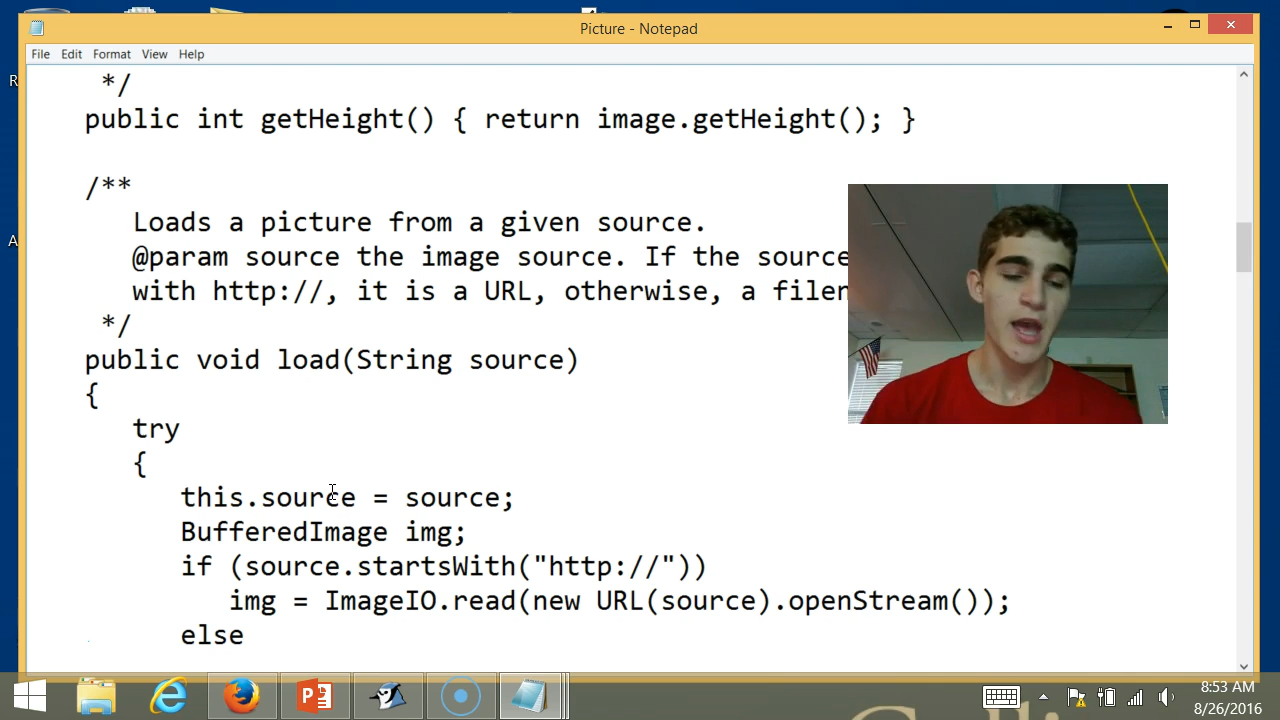 Picture - Notepad
File Edit Format View Help
*/
public int getHeight() { return image.getHeight(); }
/**
Loads a picture from a given source.
@param source the image source. If the source
with http://, it is a URL, otherwise, a filen
*/
public void load(String source)
{
try
{
this.source = source;
BufferedImage img;
if (source.startsWith("http://"))
img = ImageIO.read(new URL(source).openStream());
else
R
A
8:53 AM
8/26/2016